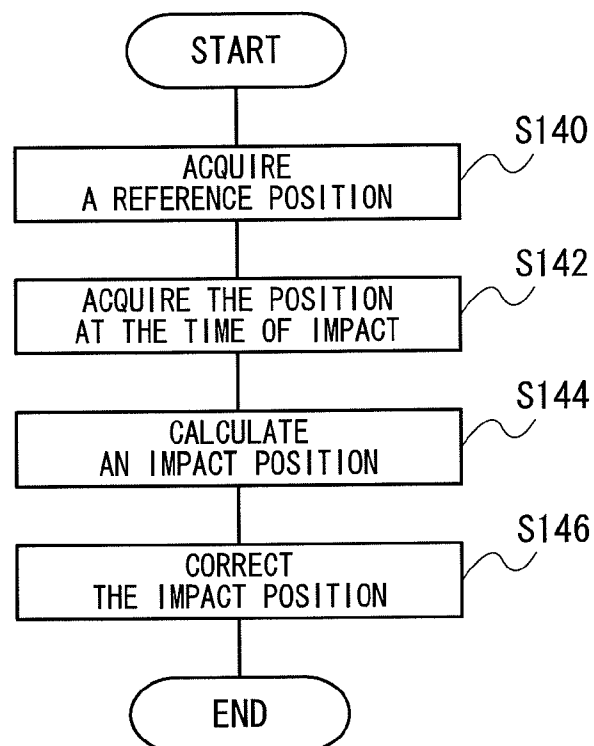 START
S140
ACQUIRE
A REFERENCE POSITION
S142
ACQUIRE THE POSITION
AT THE TIME OF IMPACT
S144
CALCULATE
AN IMPACT POSITION
S146
CORRECT
THE IMPACT POSITION
END